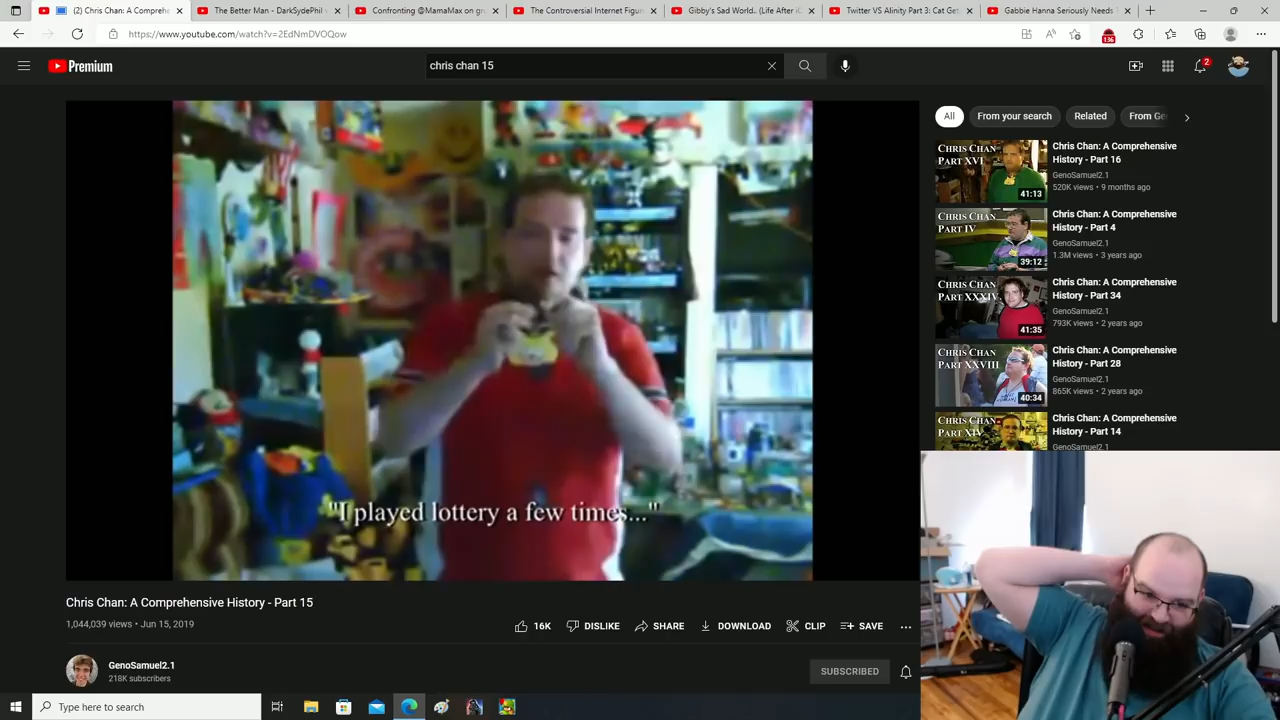 (2) Chris Chan: A Comprehe
The Better Man - DarkSydePhil v
Confronting @MamaMax on gr
The Controversial Internet Figur
Gibby's Sad World.. (Life After iC
Twitter VS Alinity Part 3: Cat Get
Gabbie Hanna Seriously Needs
https://www.youtube.com/watch?v=2EdNmDVOQow
136
Premium
chris chan 15
2
All
From your search
Related
From Ge
"I played lottery a few times..."
CHRIS CHAN
PART XVI
41:13
Chris Chan: A Comprehensive
History - Part 16
GenoSamuel2.1
520K views • 9 months ago
CHRIS CHAN
PART IV
39:12
Chris Chan: A Comprehensive
History - Part 4
GenoSamuel2.1
1.3M views • 3 years ago
CHRIS CHAN
PART XXXIV
41:35
Chris Chan: A Comprehensive
History - Part 34
GenoSamuel2.1
793K views • 2 years ago
CHRIS CHAN
PART XXVIII
40:34
Chris Chan: A Comprehensive
History - Part 28
GenoSamuel2.1
865K views • 2 years ago
CHRIS CHAN
PART XIV
Chris Chan: A Comprehensive
History - Part 14
GenoSamuel2.1
Chris Chan: A Comprehensive History - Part 15
1,044,039 views • Jun 15, 2019
16K
DISLIKE
SHARE
DOWNLOAD
CLIP
SAVE
GenoSamuel2.1
218K subscribers
SUBSCRIBED
Type here to search